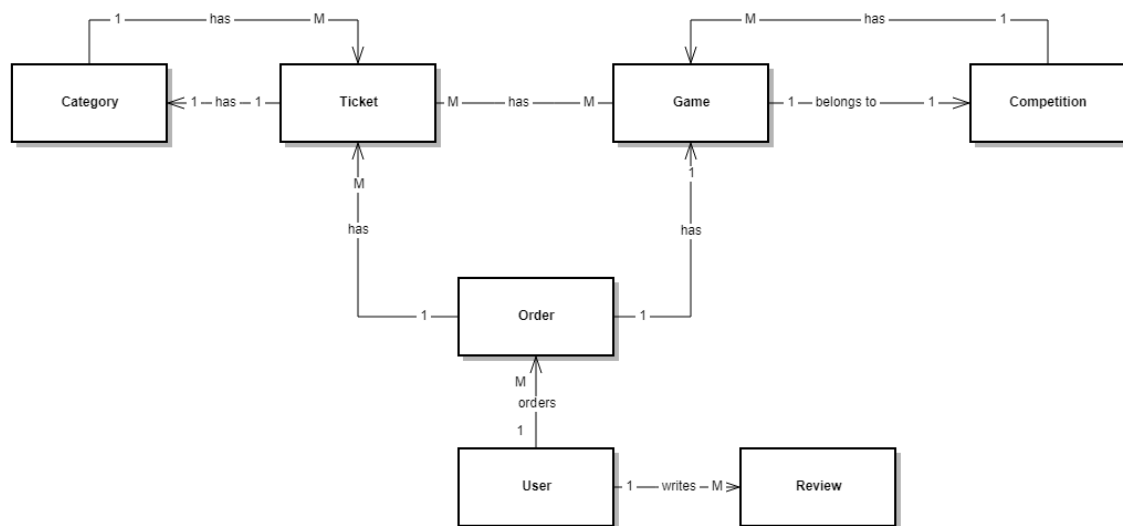 1 has M
M has 1
Category
1 has 1
Ticket
M has M
Game
1 belongs to 1
Competition
M
1
has
has
1
Order
1
M
orders
1
User
1 writes M
Review